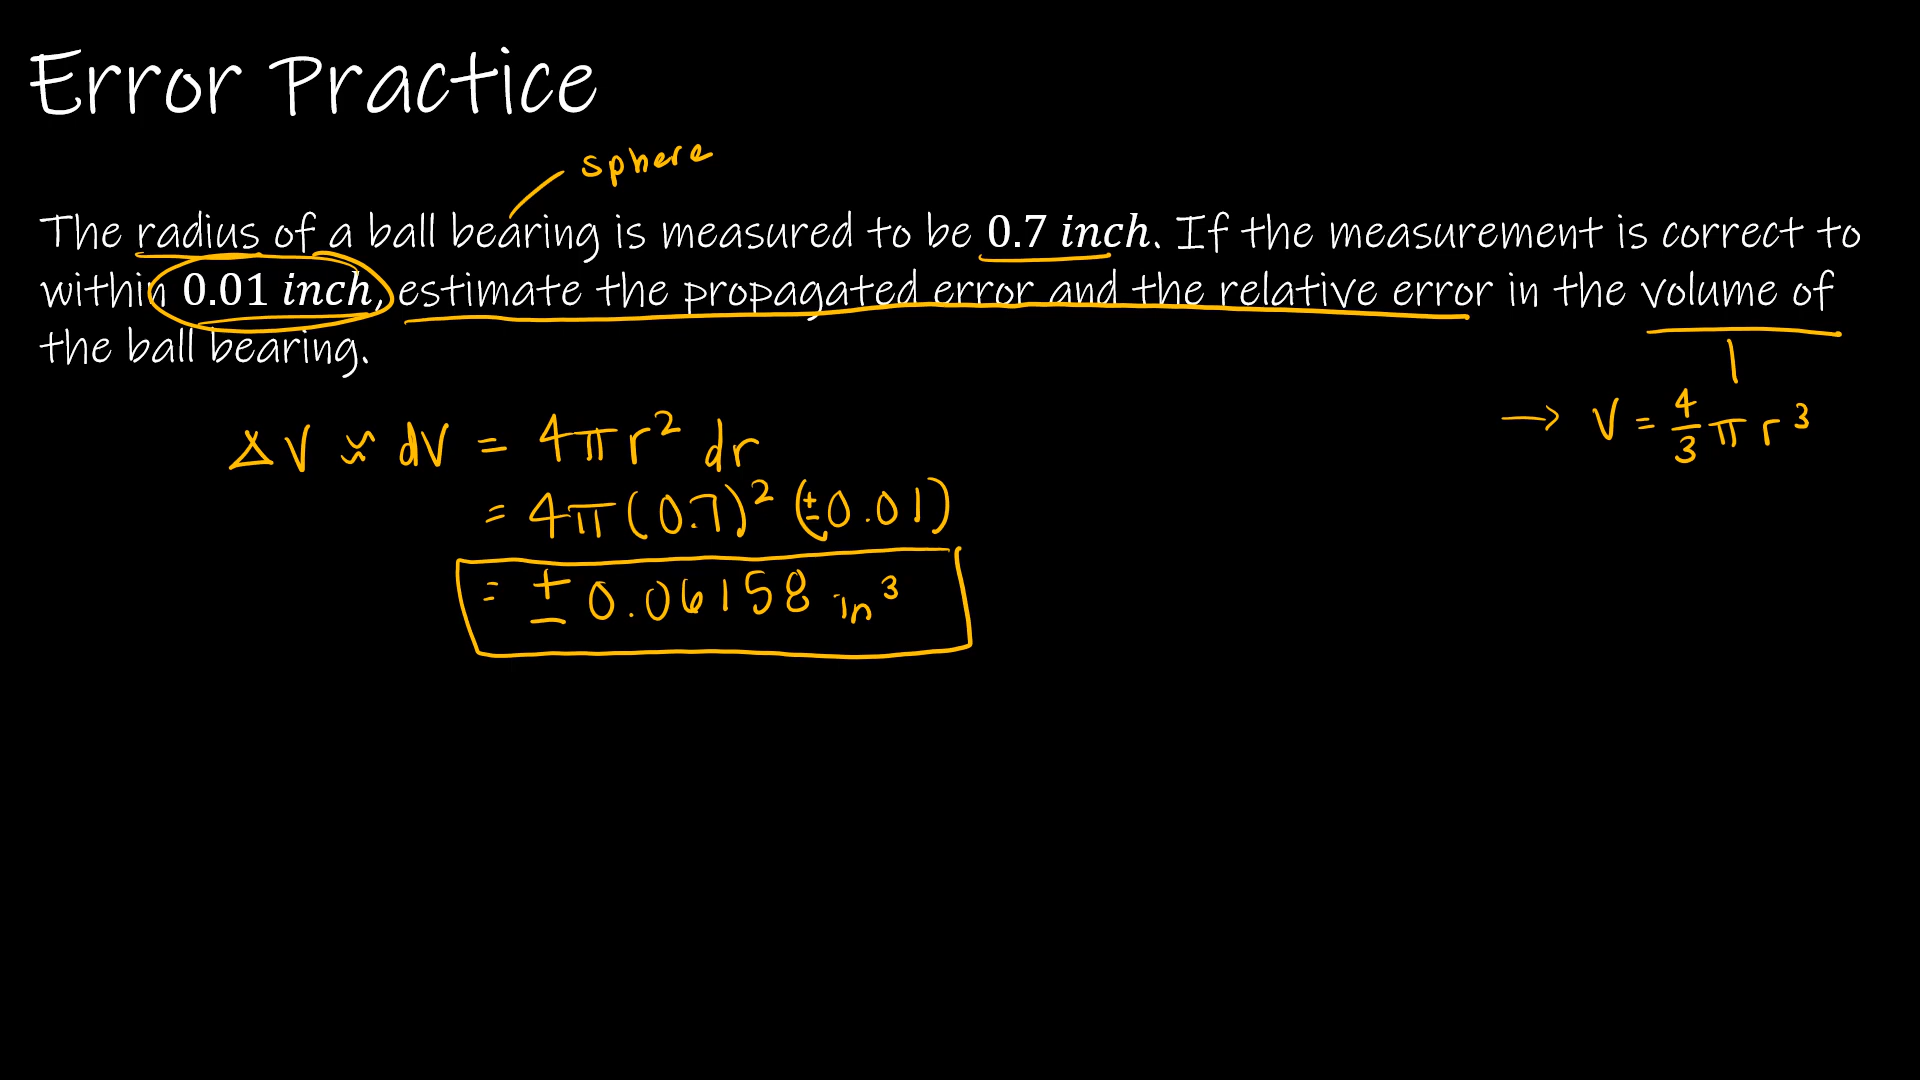 Error Practice
sphere
The radius of a ball bearing is measured to be 0.7 inch. If the measurement is correct to
within 0.01 inch, estimate the propagated error and the relative error in the volume of
the ball bearing.
→ V = 4/3 π r³
ΔV ≈ dV = 4πr² dr
= 4π(0.7)² (±0.01)
= ± 0.06158 in³